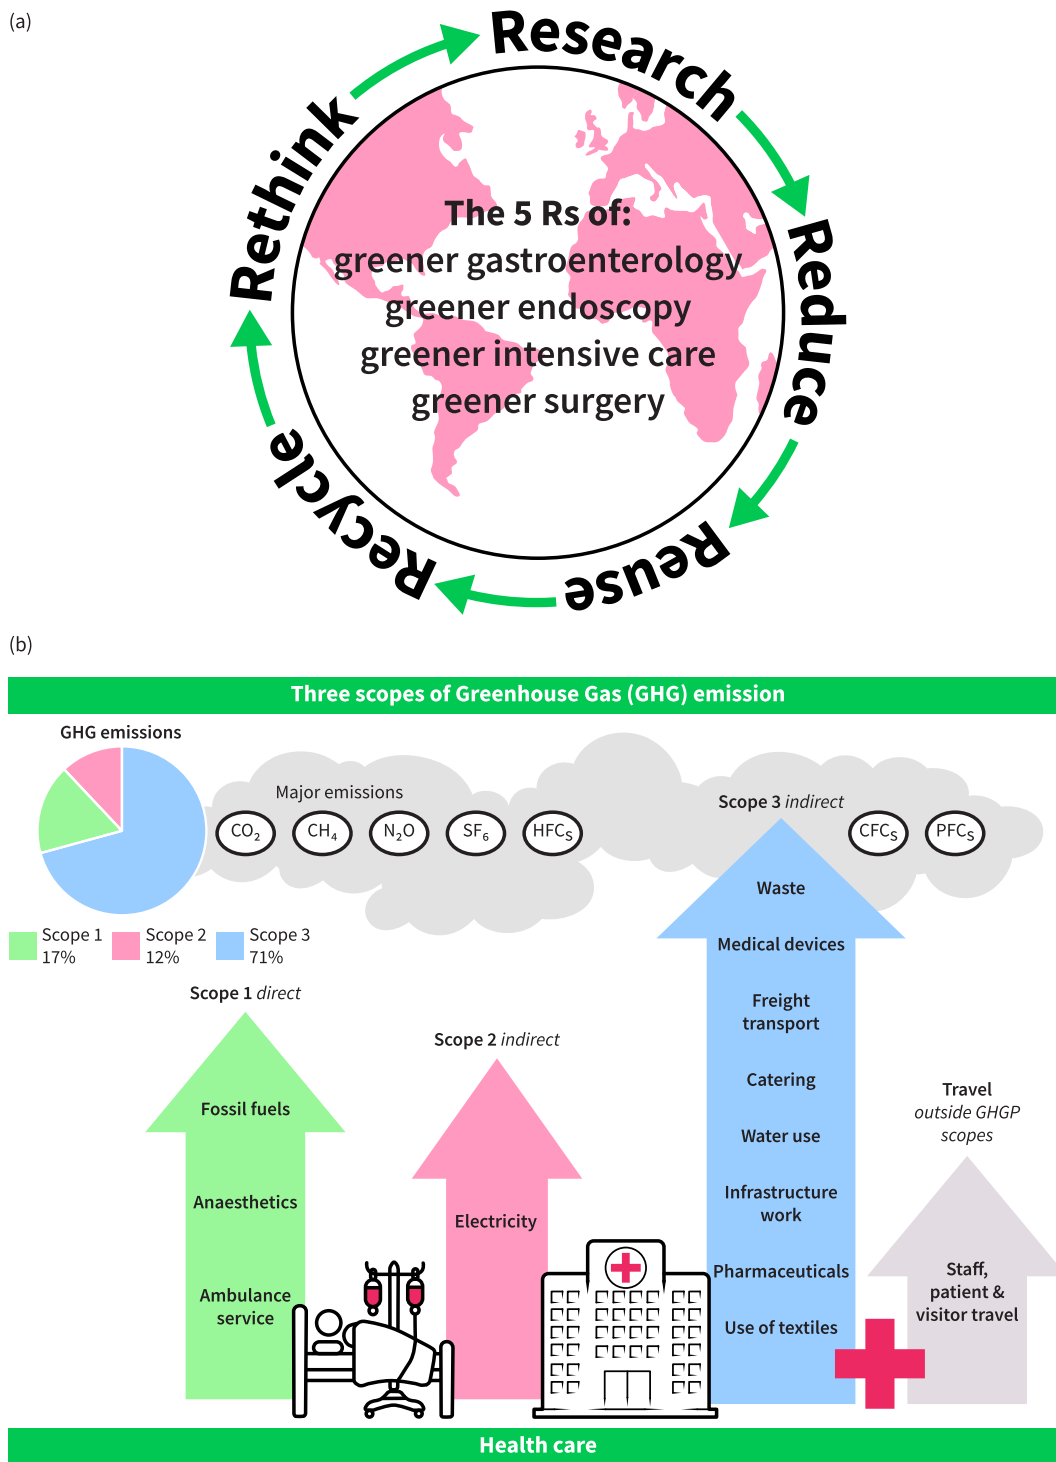 (a)
Research
Reduce
Reuse
Recycle
Rethink
The 5 Rs of:
greener gastroenterology
greener endoscopy
greener intensive care
greener surgery
(b)
Three scopes of Greenhouse Gas (GHG) emission
GHG emissions
Scope 1
17%
Scope 2
12%
Scope 3
71%
Major emissions
CO₂
CH₄
N₂O
SF₆
HFCs
CFCs
PFCs
Scope 1 direct
Fossil fuels
Anaesthetics
Ambulance
service
Scope 2 indirect
Electricity
Scope 3 indirect
Waste
Medical devices
Freight
transport
Catering
Water use
Infrastructure
work
Pharmaceuticals
Use of textiles
Travel
outside GHGP
scopes
Staff,
patient &
visitor travel
Health care